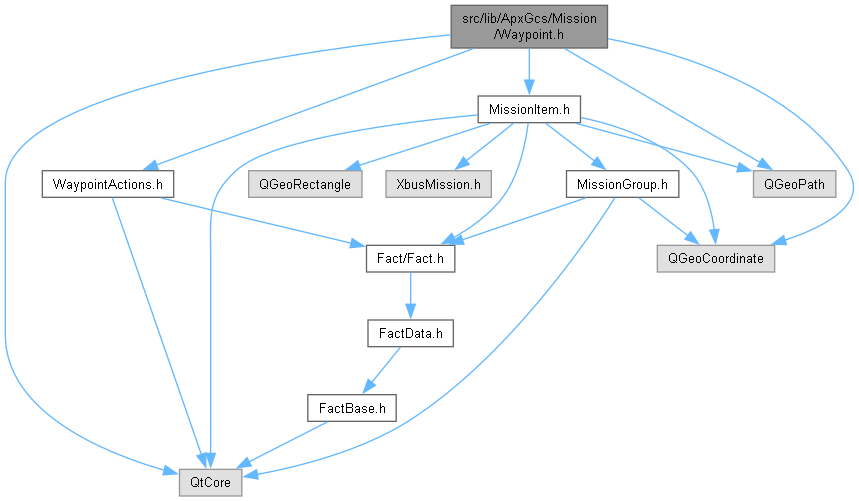 src/lib/ApxGcs/Mission
/Waypoint.h
MissionItem.h
WaypointActions.h
QGeoRectangle
XbusMission.h
MissionGroup.h
QGeoPath
Fact/Fact.h
QGeoCoordinate
FactData.h
FactBase.h
QtCore